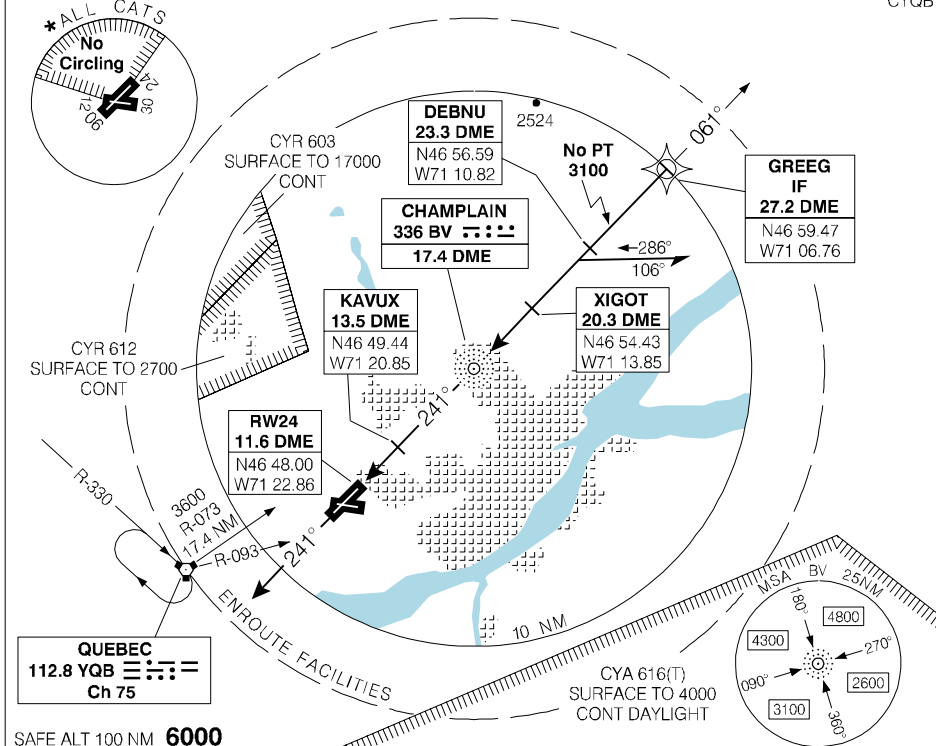 CYQB
*ALL CATS
No
Circling
24
30
12
06
CYR 603
SURFACE TO 17000
CONT
DEBNU
23.3 DME
N46 56.59
W71 10.82
2524
No PT
3100
061°
GREEG
IF
27.2 DME
N46 59.47
W71 06.76
CHAMPLAIN
336 BV
17.4 DME
286°
106°
KAVUX
13.5 DME
N46 49.44
W71 20.85
XIGOT
20.3 DME
N46 54.43
W71 13.85
CYR 612
SURFACE TO 2700
CONT
241°
RW24
11.6 DME
N46 48.00
W71 22.86
R-330
3600
R-073
17.4 NM
R-093
241°
ENROUTE FACILITIES
10 NM
QUEBEC
112.8 YQB
Ch 75
CYA 616(T)
SURFACE TO 4000
CONT DAYLIGHT
MSA BV 25NM
180°
4800
4300
270°
090°
2600
3100
360°
SAFE ALT 100 NM 6000